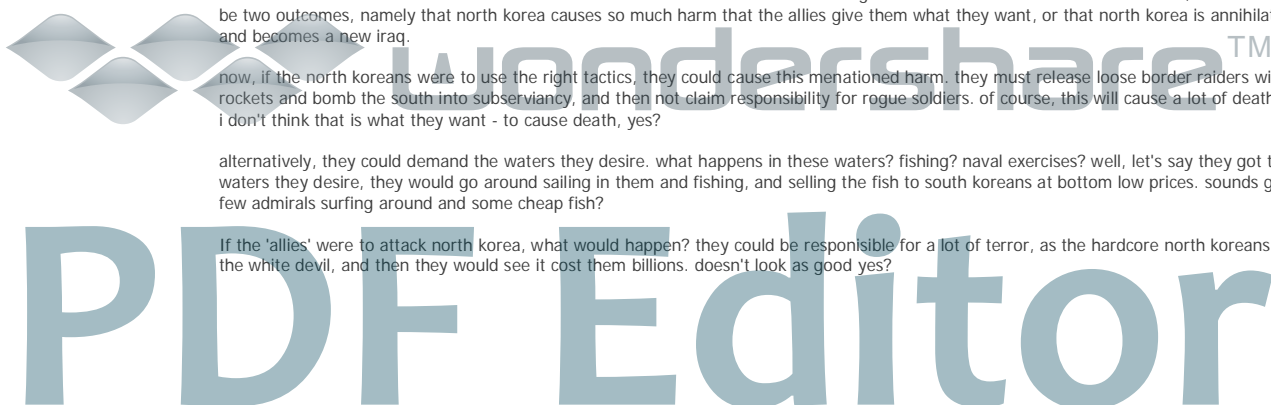 be two outcomes, namely that north korea causes so much harm that the allies give them what they want, or that north korea is annihilat
and becomes a new iraq.
wondershare™
now, if the north koreans were to use the right tactics, they could cause this menationed harm. they must release loose border raiders wi
rockets and bomb the south into subserviancy, and then not claim responsibility for rogue soldiers. of course, this will cause a lot of death
i don't think that is what they want - to cause death, yes?
alternatively, they could demand the waters they desire. what happens in these waters? fishing? naval exercises? well, let's say they got t
waters they desire, they would go around sailing in them and fishing, and selling the fish to south koreans at bottom low prices. sounds g
few admirals surfing around and some cheap fish?
If the 'allies' were to attack north korea, what would happen? they could be responisible for a lot of terror, as the hardcore north koreans
the white devil, and then they would see it cost them billions. doesn't look as good yes?
PDF Editor